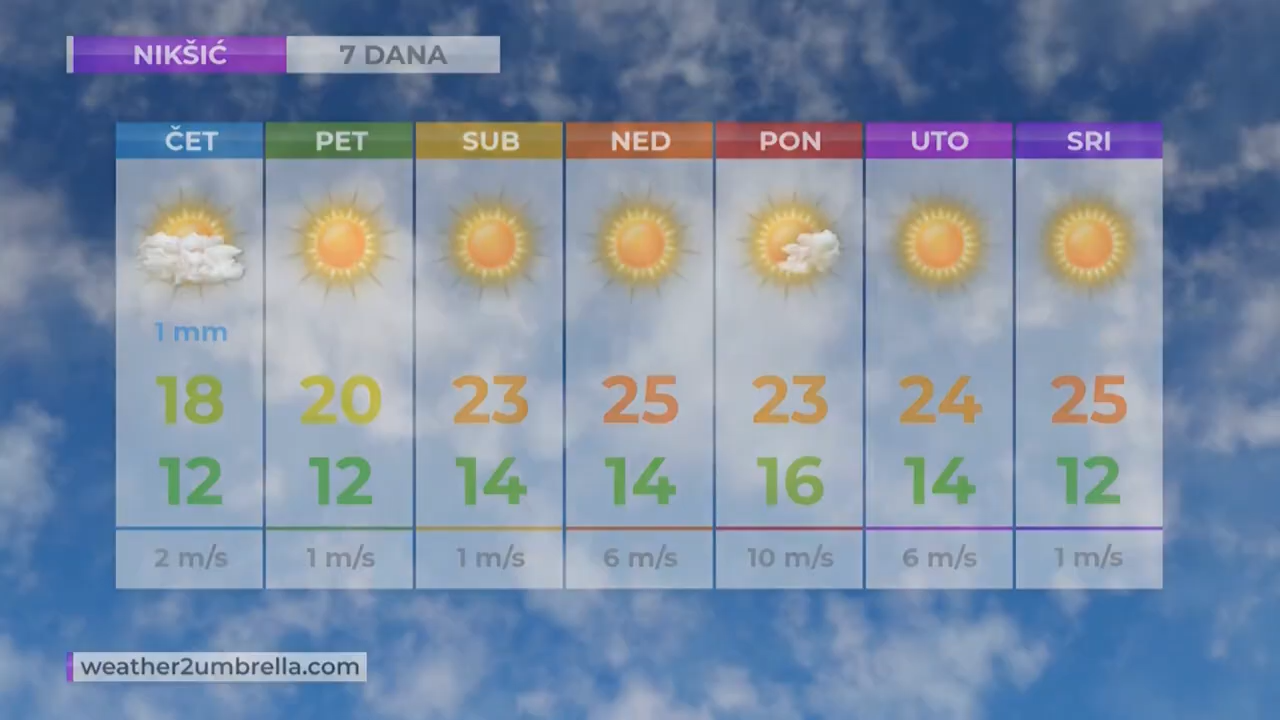 NIKŠIĆ 7 DANA
ČET PET SUB NED PON UTO SRI
1 mm
18 20 23 25 23 24 25
12 12 14 14 16 14 12
2 m/s 1 m/s 1 m/s 6 m/s 10 m/s 6 m/s 1 m/s
weather2umbrella.com